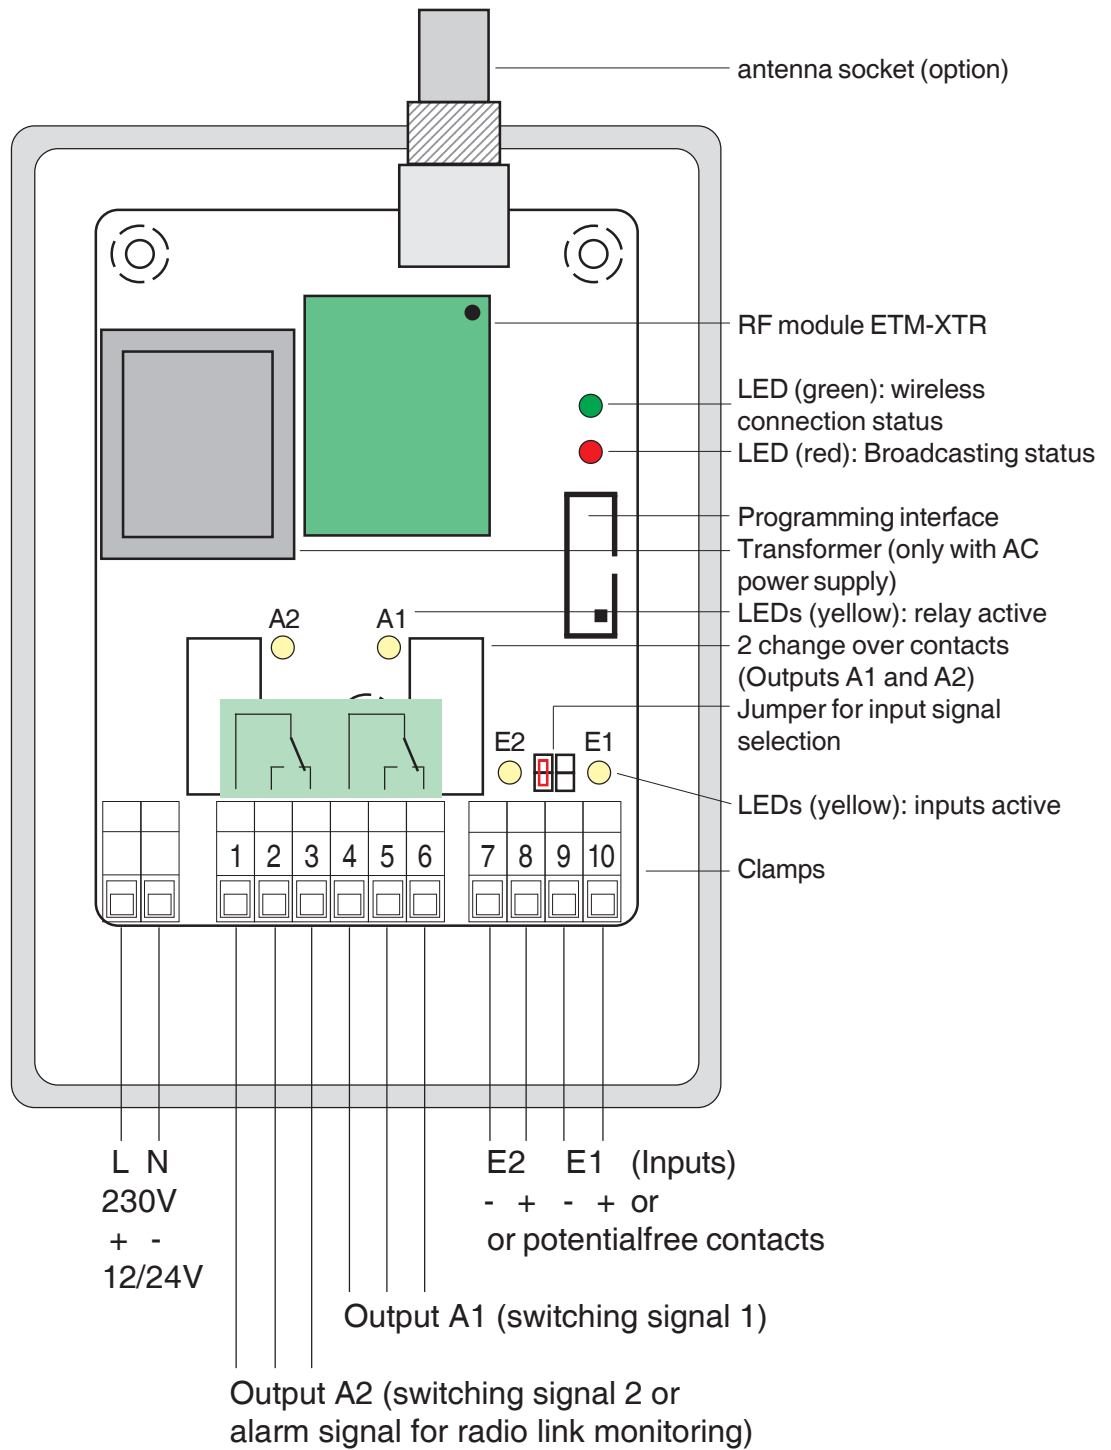 antenna socket (option)
RF module ETM-XTR
LED (green): wireless
connection status
LED (red): Broadcasting status
Programming interface
Transformer (only with AC
power supply)
LEDs (yellow): relay active
2 change over contacts
(Outputs A1 and A2)
Jumper for input signal
selection
LEDs (yellow): inputs active
Clamps
A2 A1
E2 E1
1 2 3 4 5 6 7 8 9 10
L N
230V
+ -
12/24V
E2 E1 (Inputs)
- + - + or
or potentialfree contacts
Output A1 (switching signal 1)
Output A2 (switching signal 2 or
alarm signal for radio link monitoring)